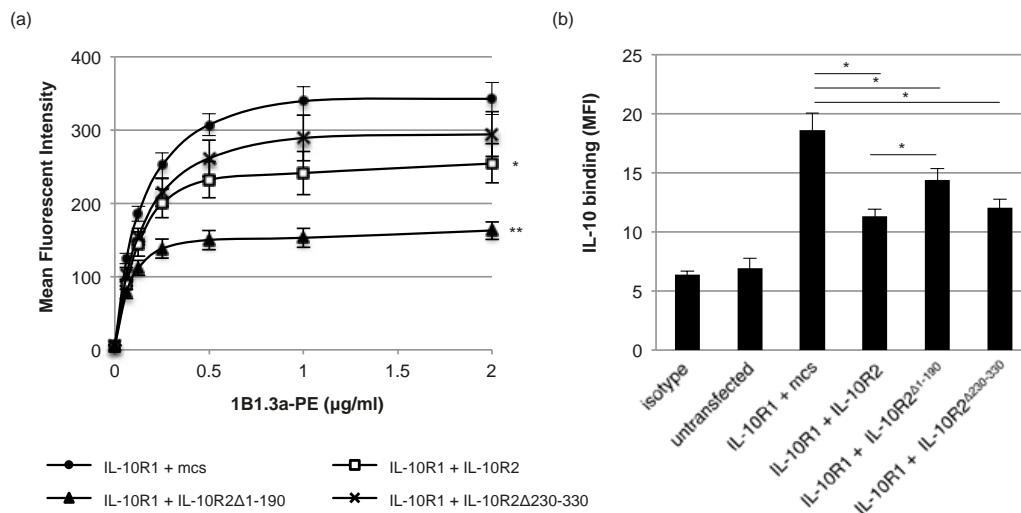 (a)
400
300
200
100
0
Mean Fluorescent Intensity
0
0.5
1
1.5
2
1B1.3a-PE (µg/ml)
*
**
IL-10R1 + mcs
IL-10R1 + IL-10R2
IL-10R1 + IL-10R2Δ1-190
IL-10R1 + IL-10R2Δ230-330
(b)
25
20
15
10
5
0
IL-10 binding (MFI)
*
*
*
*
isotype
untransfected
IL-10R1 + mcs
IL-10R1 + IL-10R2
IL-10R1 + IL-10R2Δ1-190
IL-10R1 + IL-10R2Δ230-330